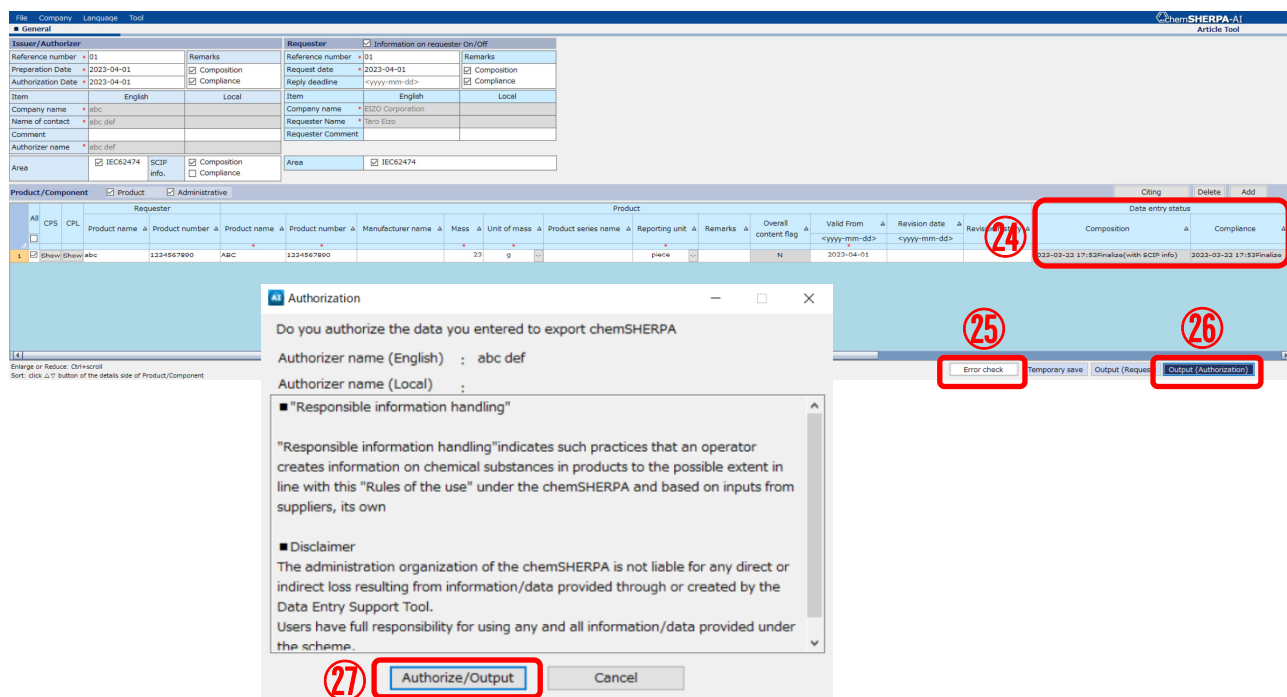 File Company Language Tool chemSHERPA-AI
■ General Article Tool
Issuer/Authorizer Requester ☑ Information on requester On/Off
Reference number * 01 Remarks Reference number * 01 Remarks
Preparation Date * 2023-04-01 ☑ Composition Request date * 2023-04-01 ☑ Composition
Authorization Date * 2023-04-01 ☑ Compliance Reply deadline <yyyy-mm-dd> ☑ Compliance
Item English Local Item English Local
Company name * abc Company name * EIZO Corporation
Name of contact * abc def Requester Name * Taro Eizo
Comment Requester Comment
Authorizer name * abc def
Area ☑ IEC62474 SCIP info. ☑ Composition ☐ Compliance Area ☑ IEC62474
Product/Component ☑ Product ☑ Administrative Citing Delete Add
Requester Product Data entry status
All CPS CPL Product name △ Product number △ Product name △ Product number △ Manufacturer name △ Mass △ Unit of mass △ Product series name △ Reporting unit △ Remarks △ Overall content flag △ Valid From △ Revision date △ Revision history △ Composition △ Compliance △
* * * * * <yyyy-mm-dd> * <yyyy-mm-dd>
㉔
1 ☑ Show Show abc 1234567890 ABC 1234567890 23 g piece N 2023-04-01 2023-03-22 17:53Finalize(with SCIP info) 2023-03-22 17:53Finalize
AI Authorization
Do you authorize the data you entered to export chemSHERPA
Authorizer name (English) : abc def
Authorizer name (Local) :
■"Responsible information handling"
"Responsible information handling"indicates such practices that an operator
creates information on chemical substances in products to the possible extent in
line with this "Rules of the use" under the chemSHERPA and based on inputs from
suppliers, its own
■Disclaimer
The administration organization of the chemSHERPA is not liable for any direct or
indirect loss resulting from information/data provided through or created by the
Data Entry Support Tool.
Users have full responsibility for using any and all information/data provided under
the scheme.
㉗ Authorize/Output Cancel
㉕ ㉖
Enlarge or Reduce: Ctrl+scroll
Sort: click △▽ button of the details side of Product/Component
Error check Temporary save Output (Request) Output (Authorization)